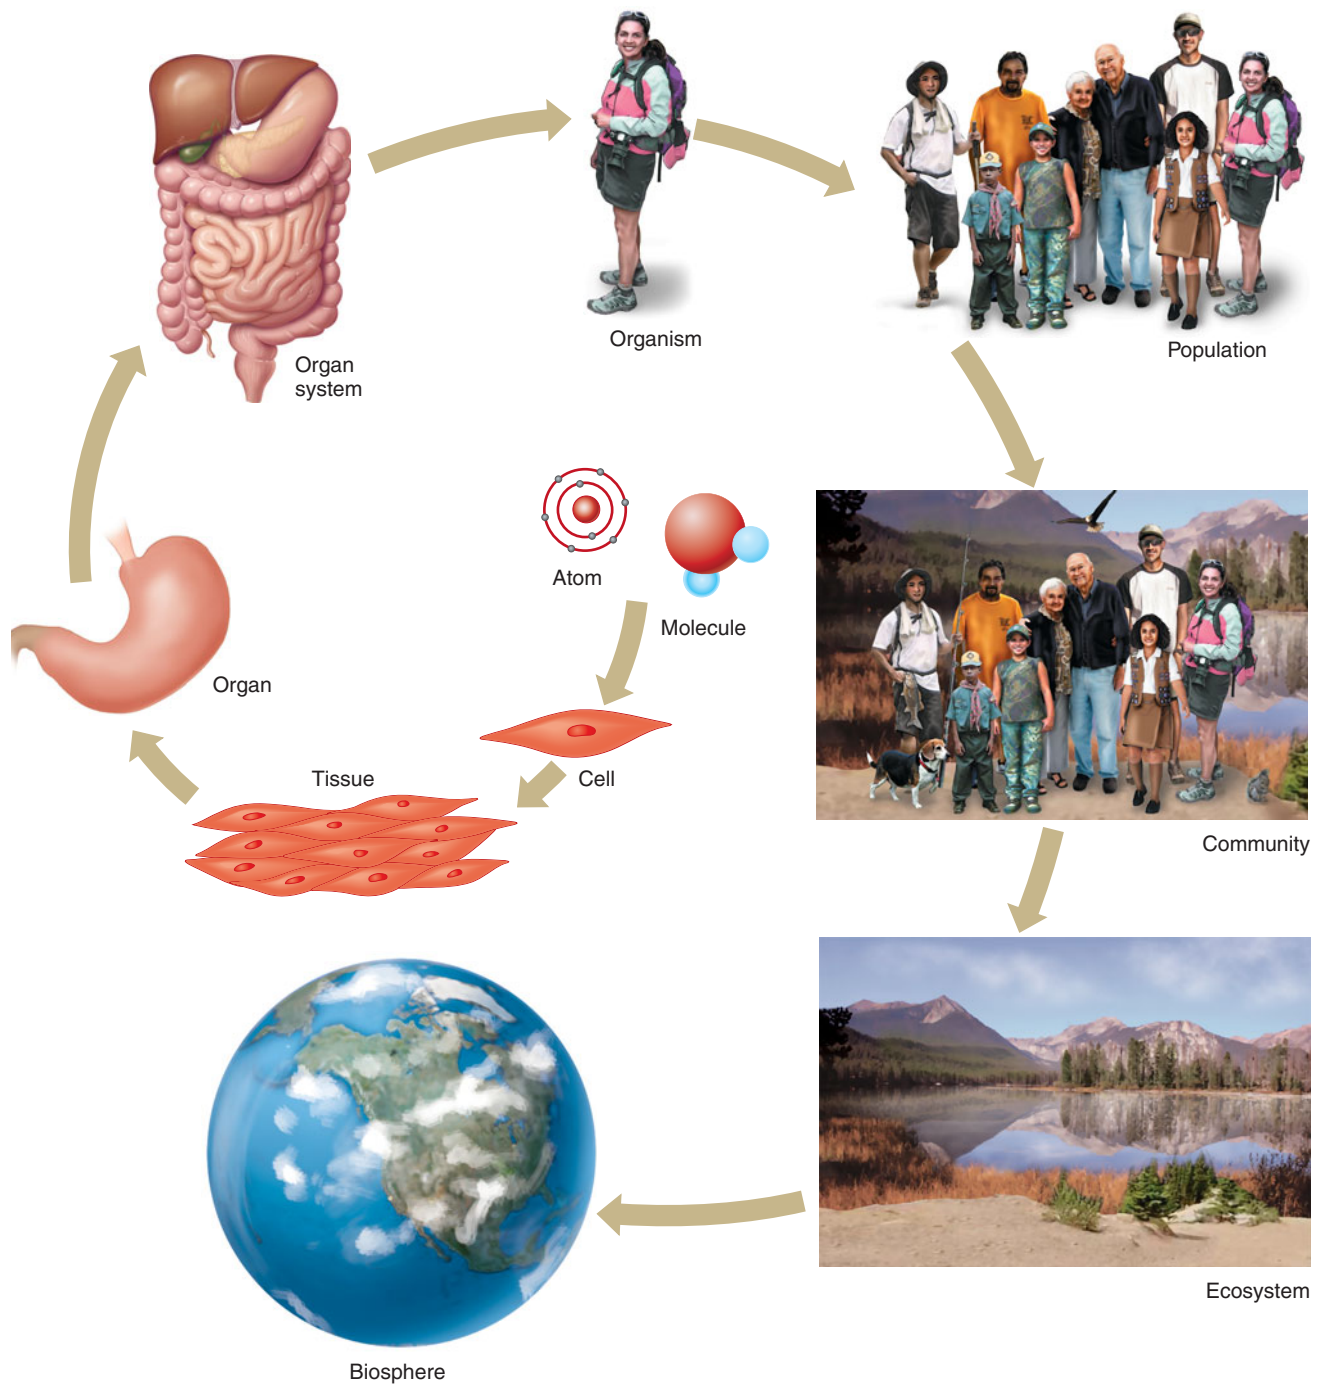 Organism
Population
Organ
system
Atom
Molecule
Organ
Tissue
Cell
Community
Ecosystem
Biosphere